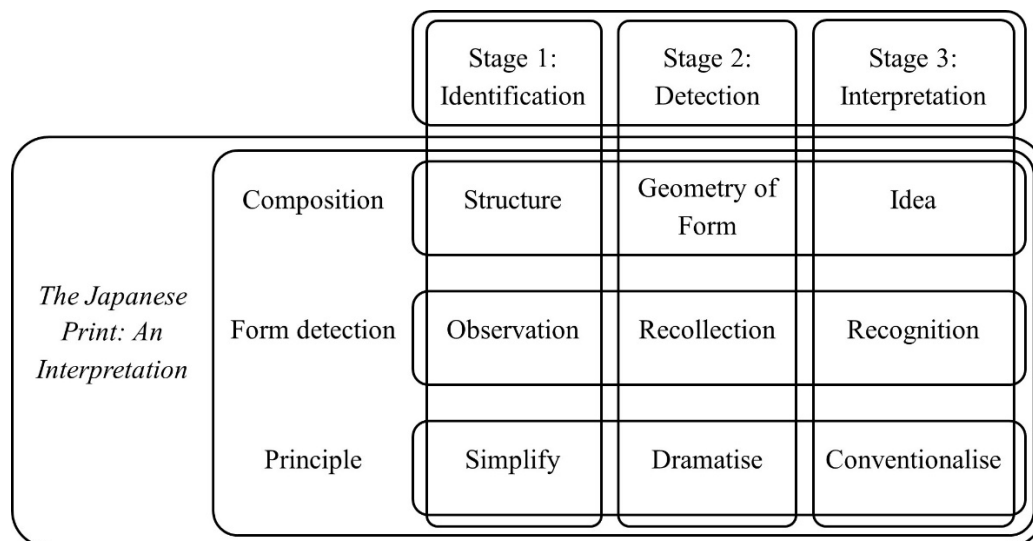 Stage 1:
Identification
Stage 2:
Detection
Stage 3:
Interpretation
The Japanese
Print: An
Interpretation
Composition
Structure
Geometry of
Form
Idea
Form detection
Observation
Recollection
Recognition
Principle
Simplify
Dramatise
Conventionalise